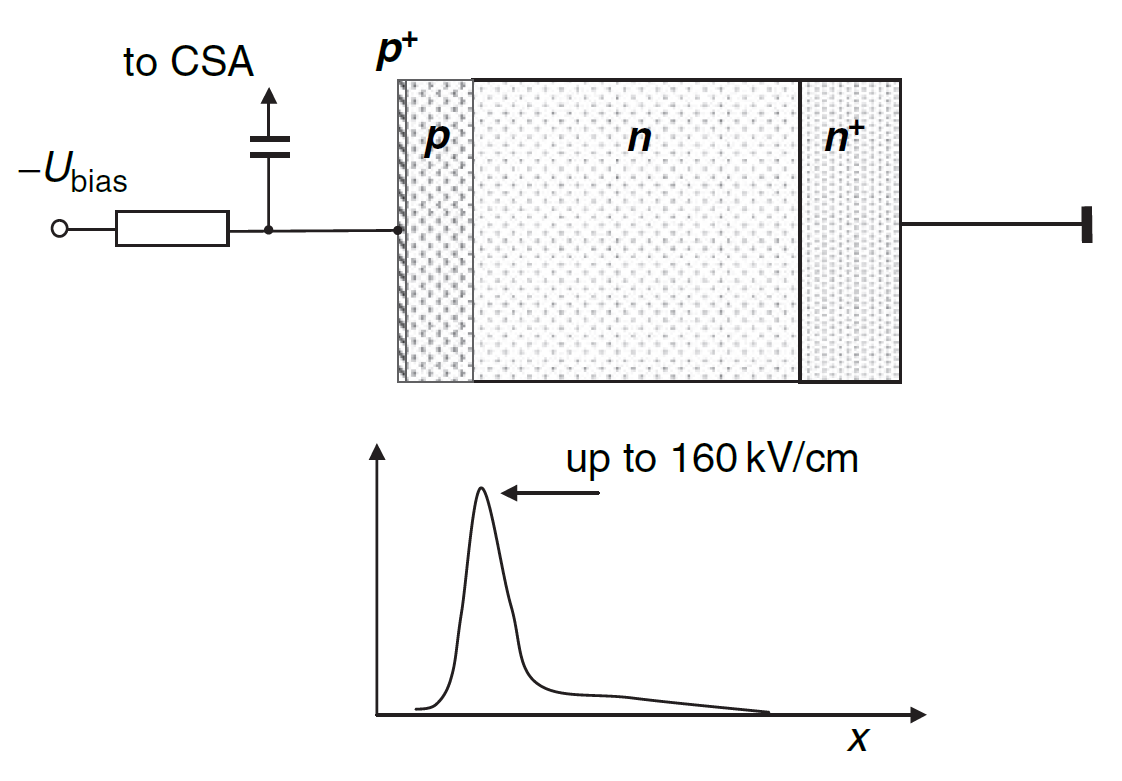 to CSA
p+
−Ubias
p
n
n+
up to 160 kV/cm
x